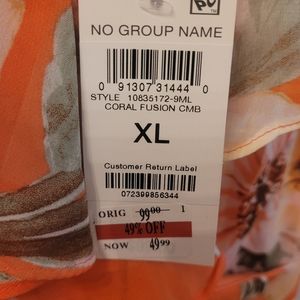 NO GROUP NAME
0 91307 31444 0
STYLE 10835172-9ML
CORAL FUSION CMB
XL
Customer Return Label
072399856344
ORIG 99.00 1
49% OFF
NOW 49.99